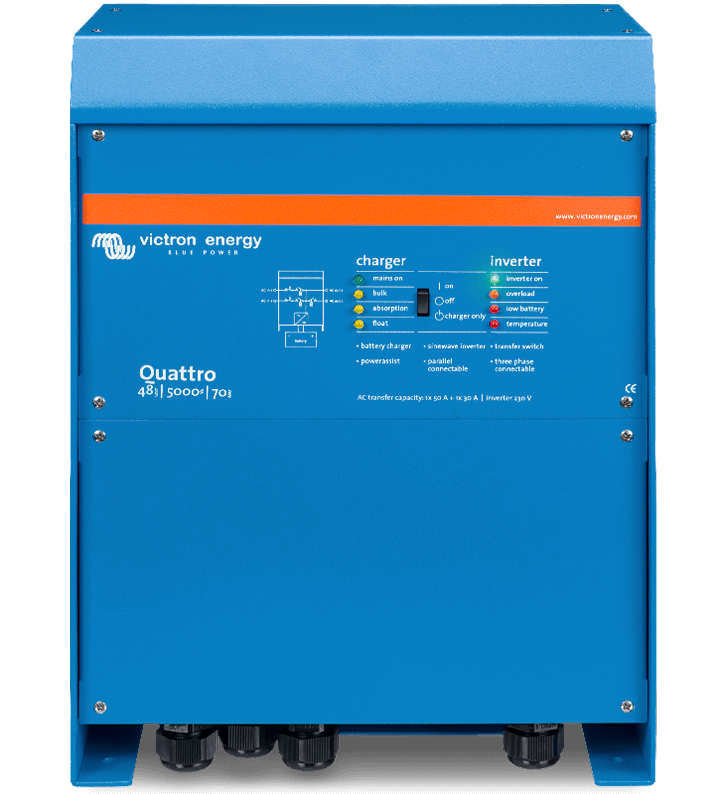 www.victronenergy.com
victron energy
BLUE POWER
charger
inverter
mains on
bulk
absorption
float
on
off
charger only
inverter on
overload
low battery
temperature
battery
• battery charger • sinewave inverter • transfer switch
• powerassist • parallel connectable • three phase connectable
Quattro
48 | 5000 | 70
CE
AC transfer capacity: 1x 50 A + 1x 30 A | inverter 230 V